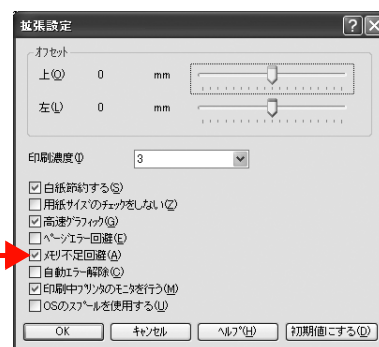 拡張設定
オフセット
上(O) 0 mm
左(L) 0 mm
印刷濃度(I) 3
白紙節約する(S)
用紙サイズのチェックをしない(Z)
高速グラフィック(G)
ページエラー回避(E)
メモリ不足回避(A)
自動エラー解除(C)
印刷中プリンタのモニタを行う(M)
OSのスプールを使用する(U)
OK キャンセル ヘルプ(H) 初期値にする(D)